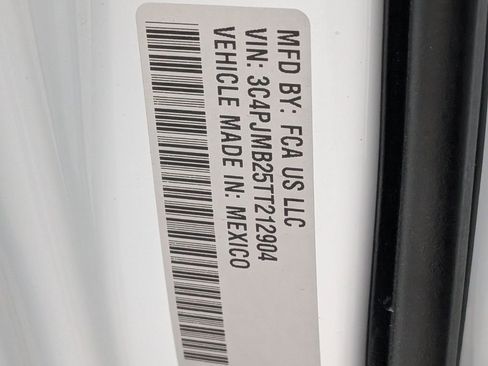 MFD BY: FCA US LLC
VIN: 3C4PJMB25TT212904
VEHICLE MADE IN: MEXICO